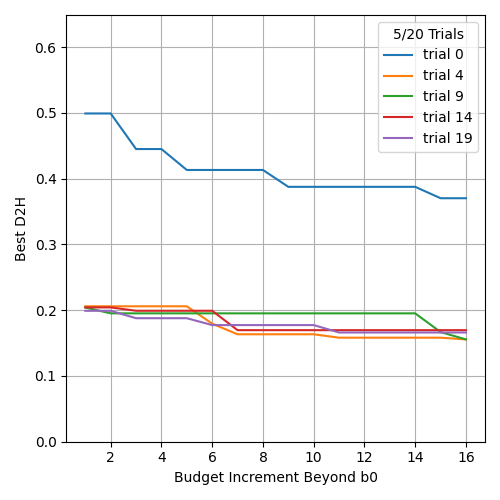 5/20 Trials
trial 0
trial 4
trial 9
trial 14
trial 19
Best D2H
0.6
0.5
0.4
0.3
0.2
0.1
0.0
2 4 6 8 10 12 14 16
Budget Increment Beyond b0